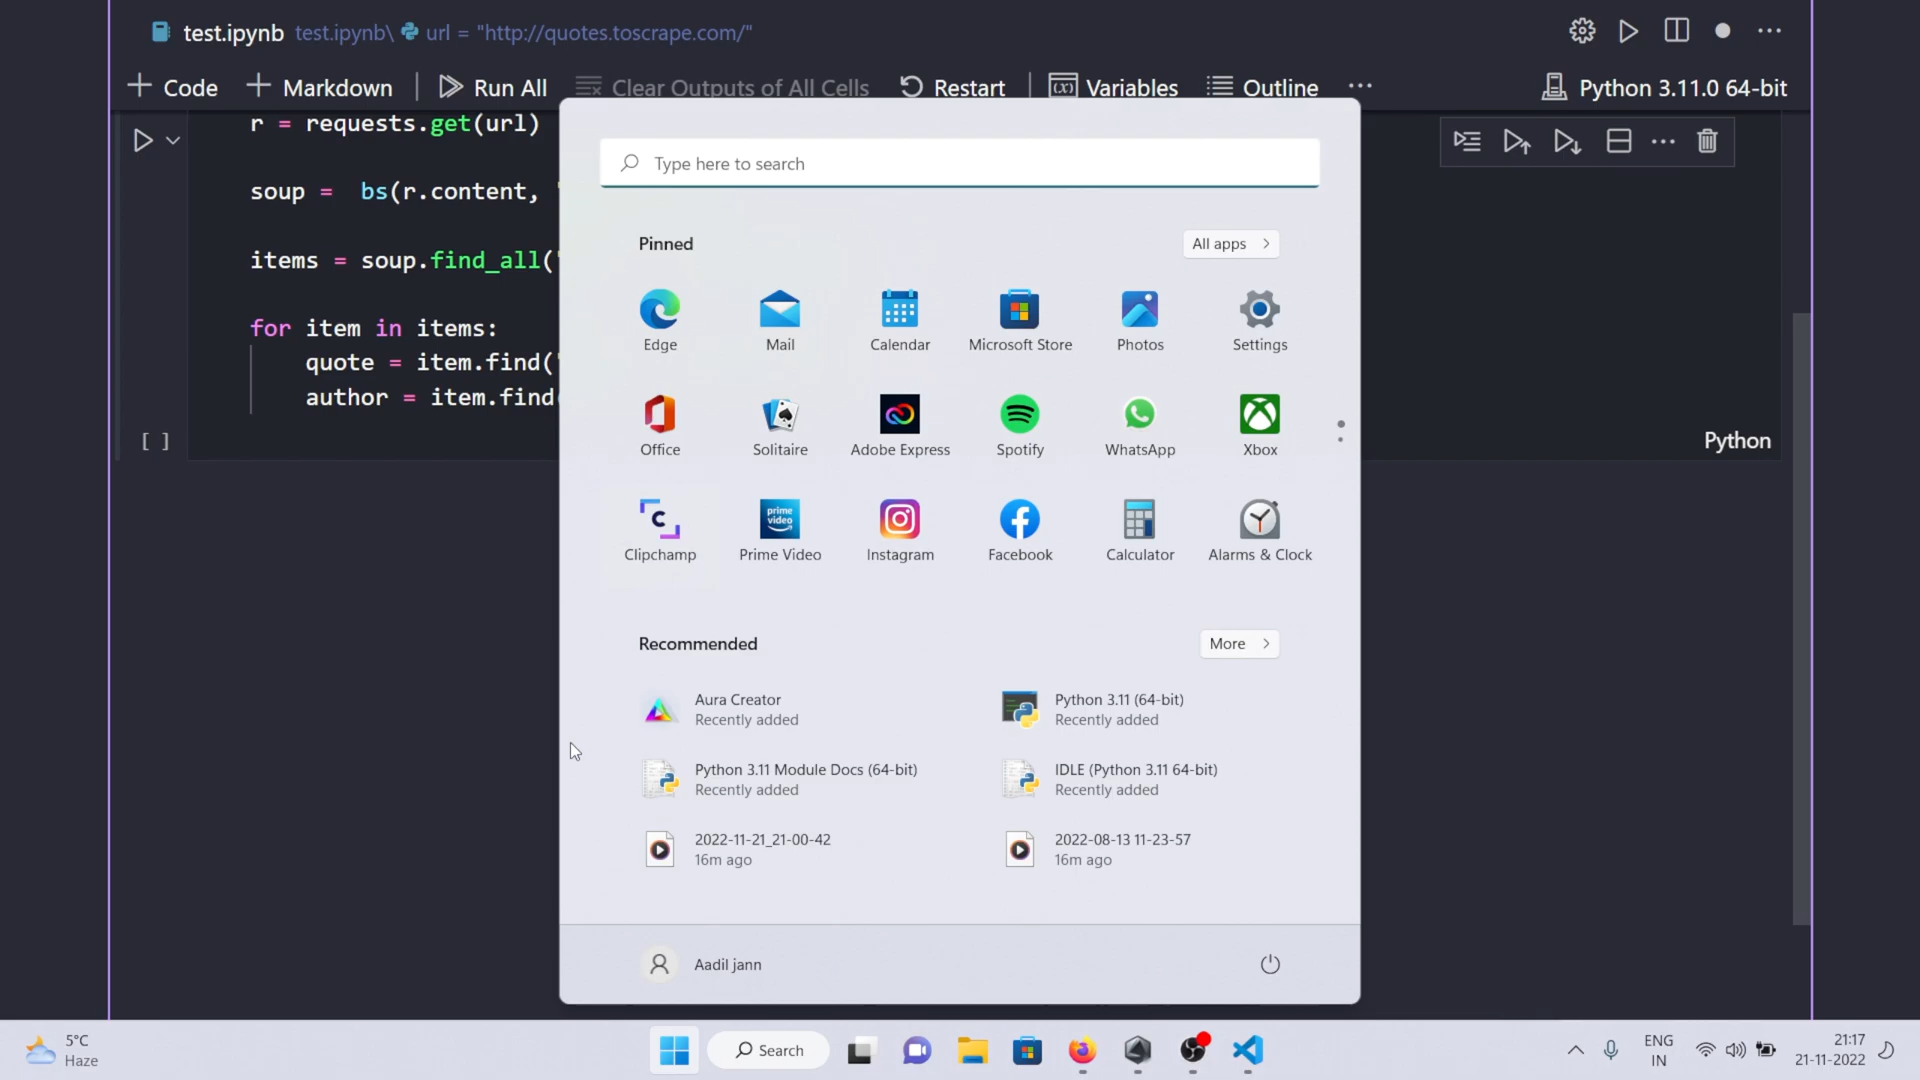 test.ipynb test.ipynb\ url = "http://quotes.toscrape.com/"
Code Markdown Run All Clear Outputs of All Cells Restart Variables Outline Python 3.11.0 64-bit
r = requests.get(url)
soup = bs(r.content, '
items = soup.find_all('
for item in items:
quote = item.find('
author = item.find(
[ ]
Python
Type here to search
Pinned
All apps
Edge Mail Calendar Microsoft Store Photos Settings
Office Solitaire Adobe Express Spotify WhatsApp Xbox
prime video
Clipchamp Prime Video Instagram Facebook Calculator Alarms & Clock
Recommended
More
Aura Creator
Recently added
Python 3.11 (64-bit)
Recently added
Python 3.11 Module Docs (64-bit)
Recently added
IDLE (Python 3.11 64-bit)
Recently added
2022-11-21_21-00-42
16m ago
2022-08-13 11-23-57
16m ago
Aadil jann
5°C
Haze
Search
ENG
IN
21:17
21-11-2022